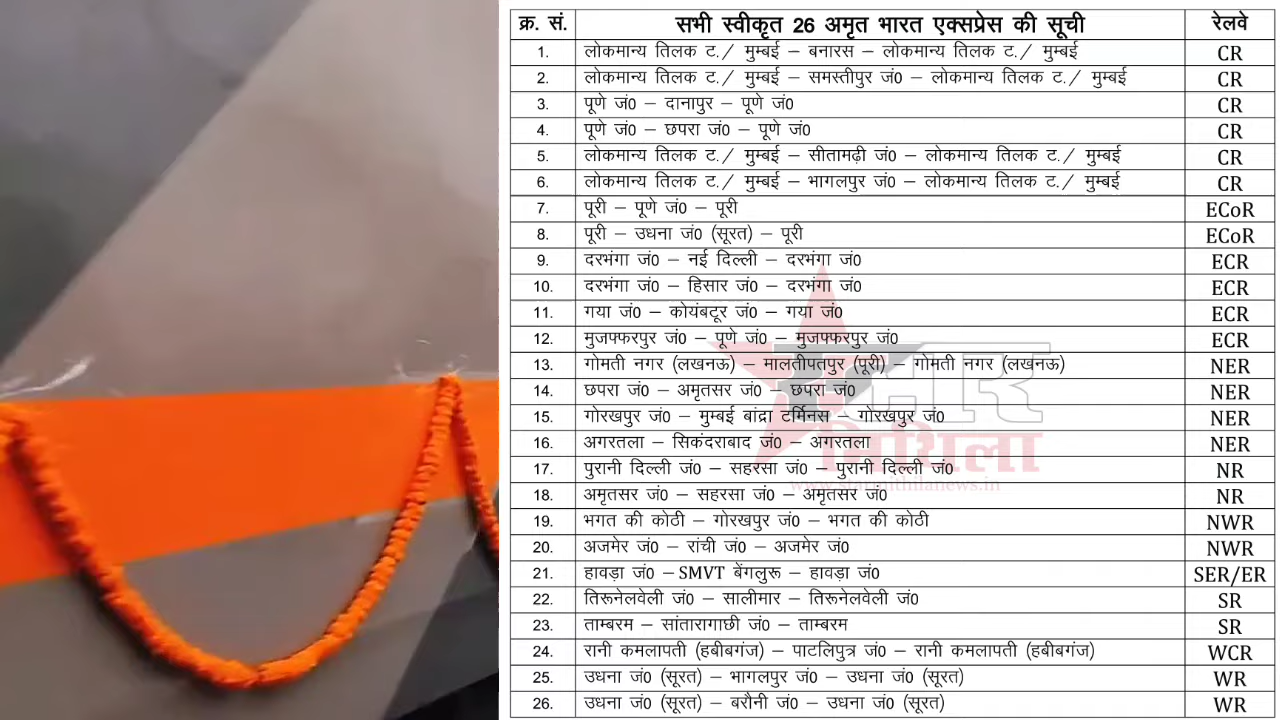 क्र. सं. सभी स्वीकृत 26 अमृत भारत एक्सप्रेस की सूची रेलवे
1. लोकमान्य तिलक ट./ मुम्बई – बनारस – लोकमान्य तिलक ट./ मुम्बई CR
2. लोकमान्य तिलक ट./ मुम्बई – समस्तीपुर जं0 – लोकमान्य तिलक ट./ मुम्बई CR
3. पूणे जं0 – दानापुर – पूणे जं0 CR
4. पूणे जं0 – छपरा जं0 – पूणे जं0 CR
5. लोकमान्य तिलक ट./ मुम्बई – सीतामढ़ी जं0 – लोकमान्य तिलक ट./ मुम्बई CR
6. लोकमान्य तिलक ट./ मुम्बई – भागलपुर जं0 – लोकमान्य तिलक ट./ मुम्बई CR
7. पूरी – पूणे जं0 – पूरी ECoR
8. पूरी – उधना जं0 (सूरत) – पूरी ECoR
9. दरभंगा जं0 – नई दिल्ली – दरभंगा जं0 ECR
10. दरभंगा जं0 – हिसार जं0 – दरभंगा जं0 ECR
11. गया जं0 – कोयंबटूर जं0 – गया जं0 ECR
12. मुजफ्फरपुर जं0 – पूणे जं0 – मुजफ्फरपुर जं0 ECR
13. गोमती नगर (लखनऊ) – मालतीपतपुर (पूरी) – गोमती नगर (लखनऊ) NER
14. छपरा जं0 – अमृतसर जं0 – छपरा जं0 NER
15. गोरखपुर जं0 – मुम्बई बांद्रा टर्मिनस – गोरखपुर जं0 NER
16. अगरतला – सिकंदराबाद जं0 – अगरतला NER
17. पुरानी दिल्ली जं0 – सहरसा जं0 – पुरानी दिल्ली जं0 NR
18. अमृतसर जं0 – सहरसा जं0 – अमृतसर जं0 NR
19. भगत की कोठी – गोरखपुर जं0 – भगत की कोठी NWR
20. अजमेर जं0 – रांची जं0 – अजमेर जं0 NWR
21. हावड़ा जं0 – SMVT बेंगलुरू – हावड़ा जं0 SER/ER
22. तिरूनेलवेली जं0 – सालीमार – तिरूनेलवेली जं0 SR
23. ताम्बरम – सांतारागाछी जं0 – ताम्बरम SR
24. रानी कमलापती (हबीबगंज) – पाटलिपुत्र जं0 – रानी कमलापती (हबीबगंज) WCR
25. उधना जं0 (सूरत) – भागलपुर जं0 – उधना जं0 (सूरत) WR
26. उधना जं0 (सूरत) – बरौनी जं0 – उधना जं0 (सूरत) WR
स्टार
मिथिला
www.starmithilanews.in